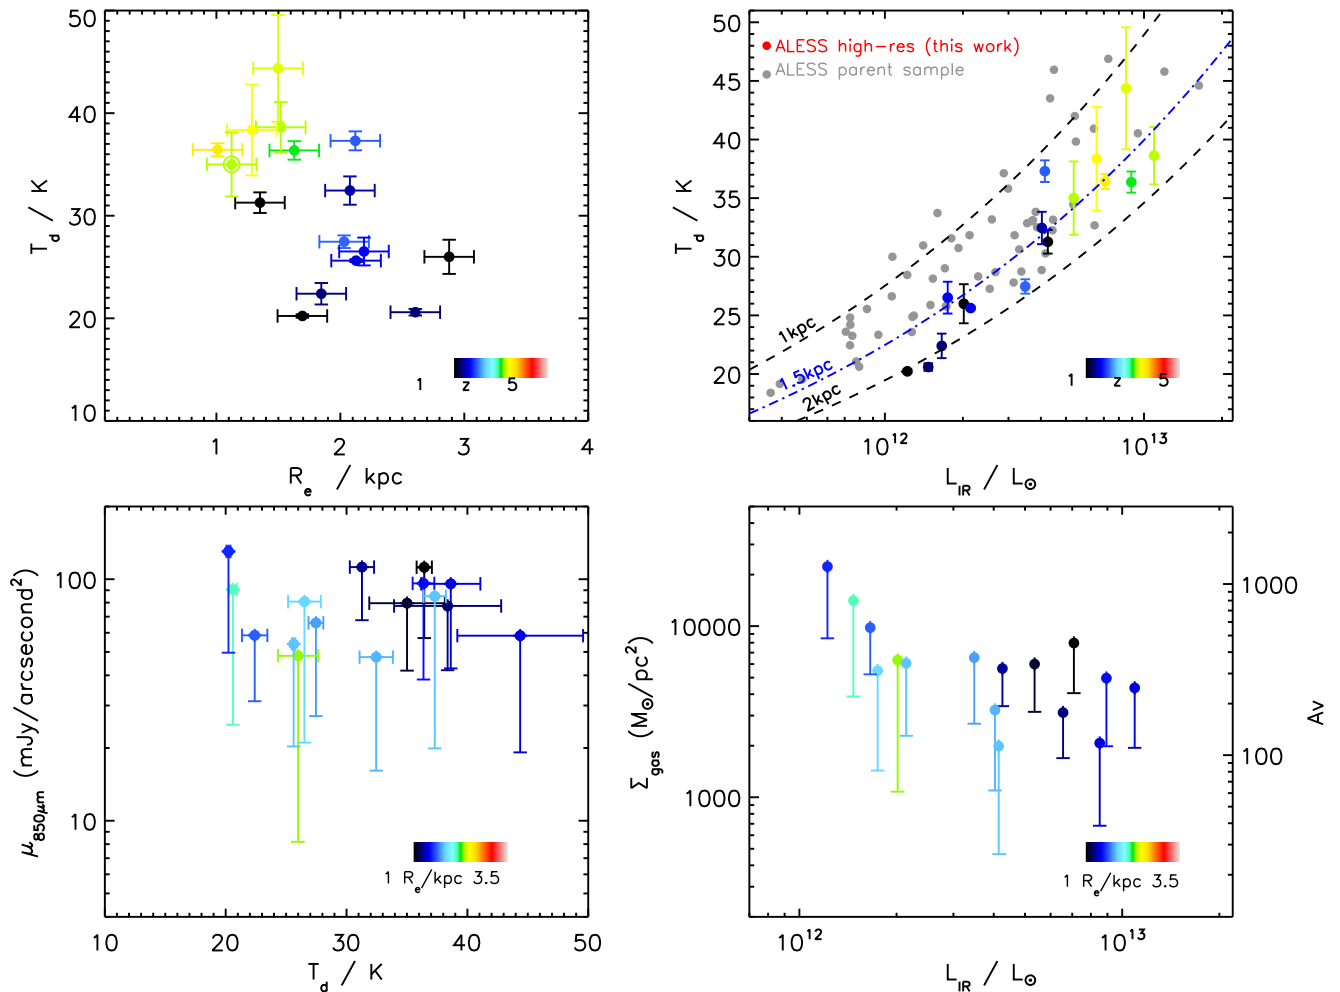 50
40
30
20
10
T_d / K
1 z 5
1 2 3 4
R_e / kpc
50
45
40
35
30
25
20
T_d / K
ALESS high-res (this work)
ALESS parent sample
1kpc
1.5kpc
2kpc
1 z 5
10^12 10^13
L_IR / L_⊙
100
10
μ_850μm (mJy/arcsecond^2)
1 R_e/kpc 3.5
10 20 30 40 50
T_d / K
10000
1000
Σ_gas (M_⊙/pc^2)
1000
100
Av
1 R_e/kpc 3.5
10^12 10^13
L_IR / L_⊙